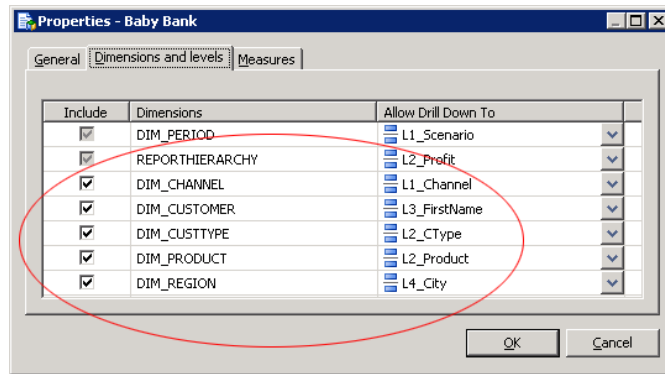 Properties - Baby Bank
General Dimensions and levels Measures
Include Dimensions Allow Drill Down To
DIM_PERIOD L1_Scenario
REPORTHIERARCHY L2_Profit
DIM_CHANNEL L1_Channel
DIM_CUSTOMER L3_FirstName
DIM_CUSTTYPE L2_CType
DIM_PRODUCT L2_Product
DIM_REGION L4_City
OK Cancel